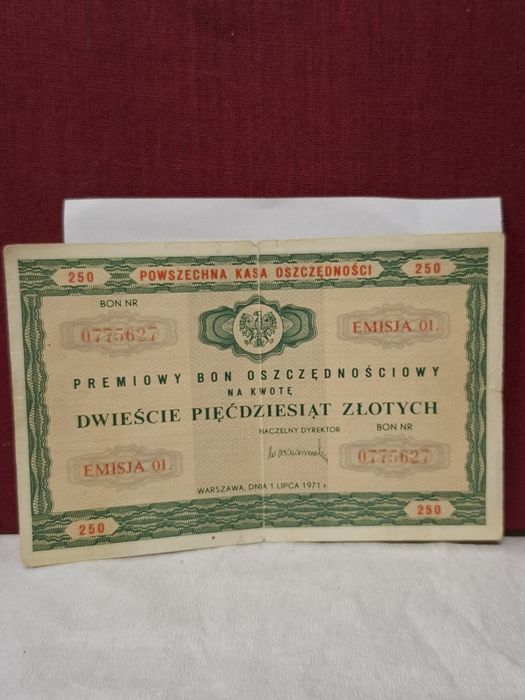 250 POWSZECHNA KASA OSZCZĘDNOŚCI 250
BON NR
0775627 EMISJA 01.
PREMIOWY BON OSZCZĘDNOŚCIOWY
NA KWOTĘ
DWIEŚCIE PIĘĆDZIESIĄT ZŁOTYCH
NACZELNY DYREKTOR BON NR
EMISJA 01. 0775627
WARSZAWA, DNIA 1 LIPCA 1971 r.
250 250